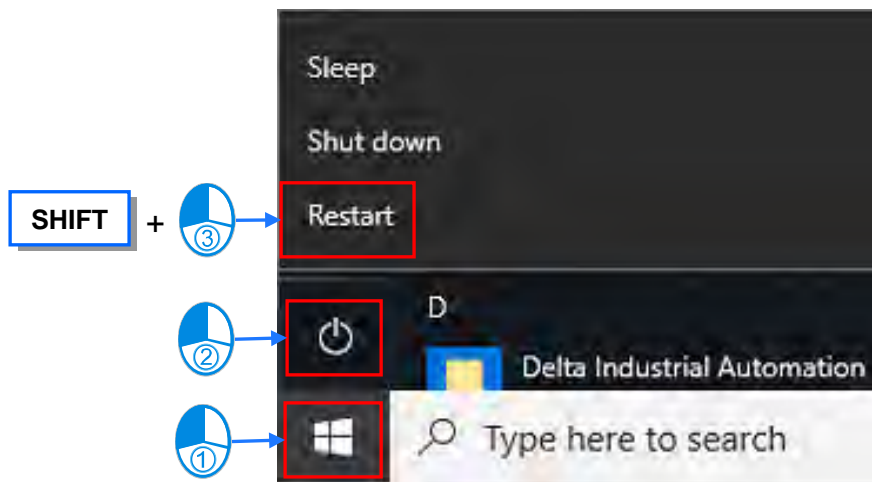 Sleep
Shut down
SHIFT + ③ Restart
D
② Delta Industrial Automation
① Type here to search